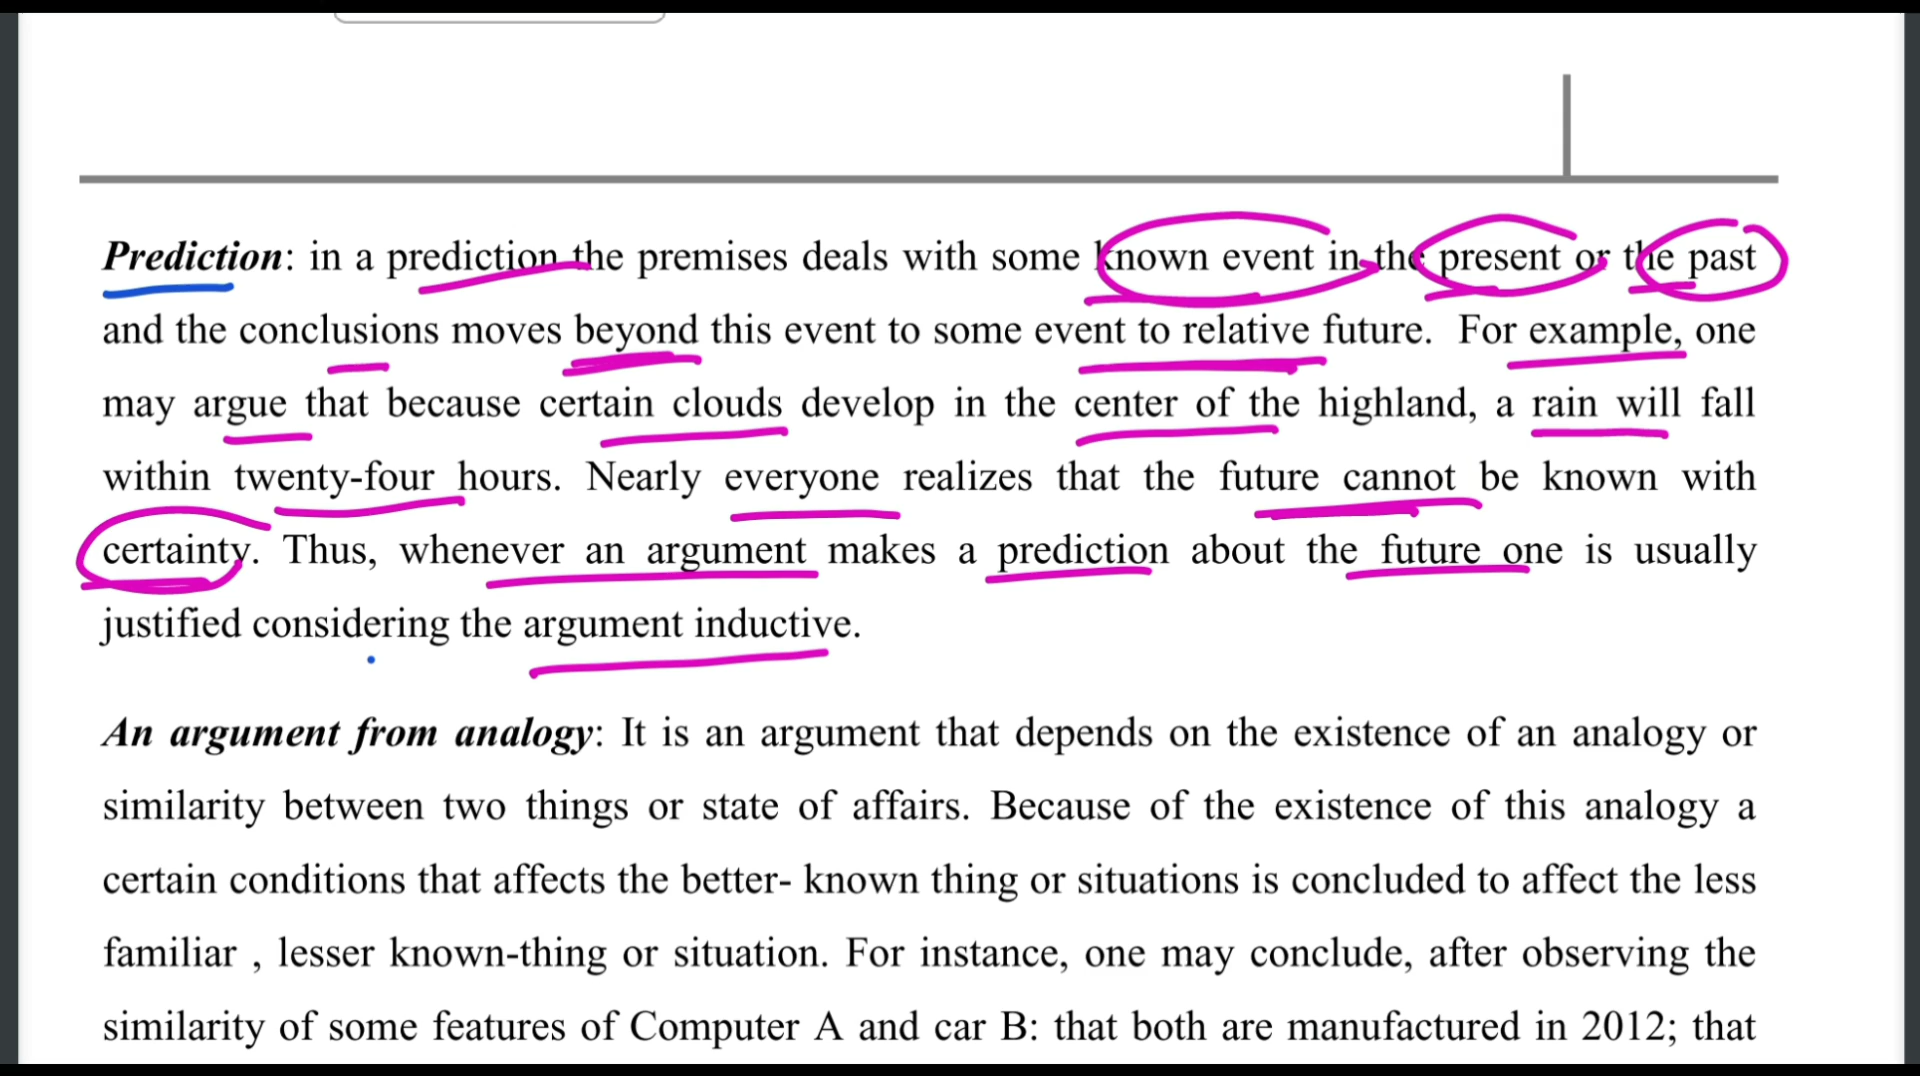 Prediction: in a prediction the premises deals with some known event in the present or the past
and the conclusions moves beyond this event to some event to relative future. For example, one
may argue that because certain clouds develop in the center of the highland, a rain will fall
within twenty-four hours. Nearly everyone realizes that the future cannot be known with
certainty. Thus, whenever an argument makes a prediction about the future one is usually
justified considering the argument inductive.
An argument from analogy: It is an argument that depends on the existence of an analogy or
similarity between two things or state of affairs. Because of the existence of this analogy a
certain conditions that affects the better- known thing or situations is concluded to affect the less
familiar , lesser known-thing or situation. For instance, one may conclude, after observing the
similarity of some features of Computer A and car B: that both are manufactured in 2012; that